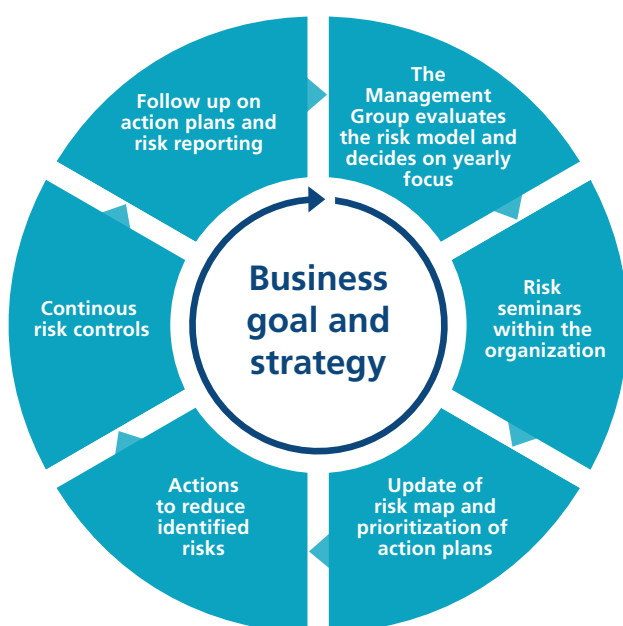 The
Management
Group evaluates
the risk model and
decides on yearly
focus
Risk
seminars
within the
organization
Update of
risk map and
prioritization of
action plans
Actions
to reduce
identified
risks
Continous
risk controls
Follow up on
action plans and
risk reporting
Business
goal and
strategy